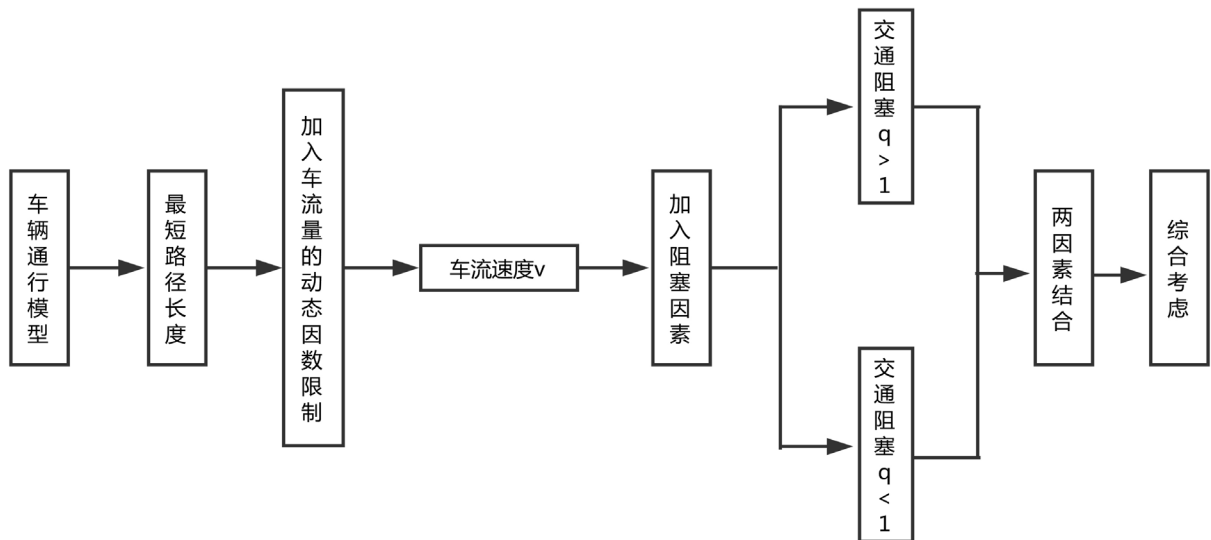 车辆通行模型
最短路径长度
加入车流量的动态因数限制
车流速度v
加入阻塞因素
交通阻塞q>1
交通阻塞q<1
两因素结合
综合考虑